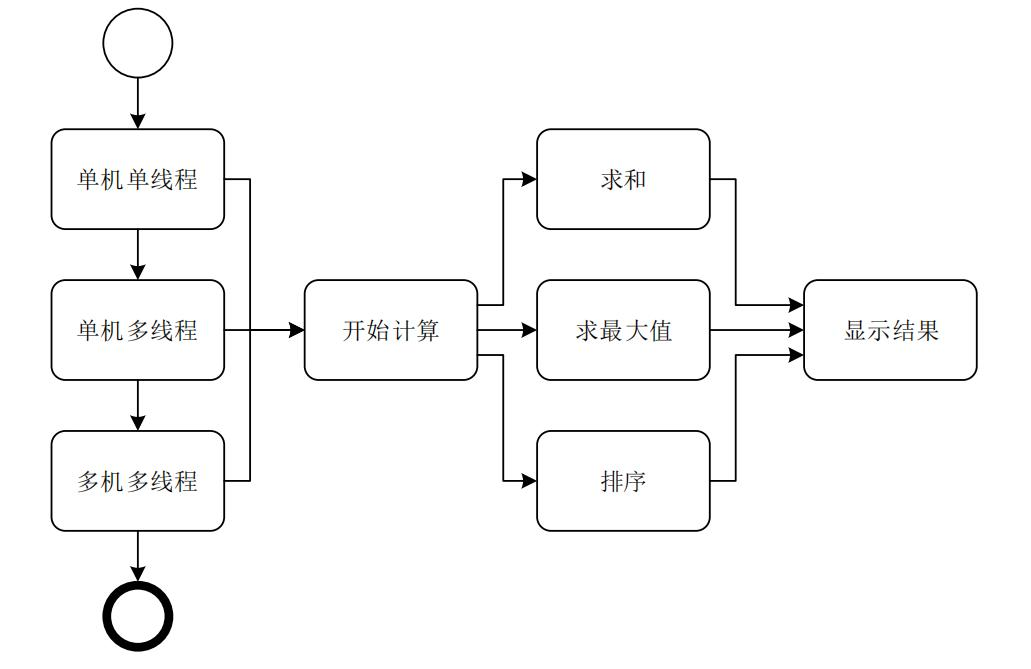 单机单线程
求和
单机多线程
开始计算
求最大值
显示结果
多机多线程
排序